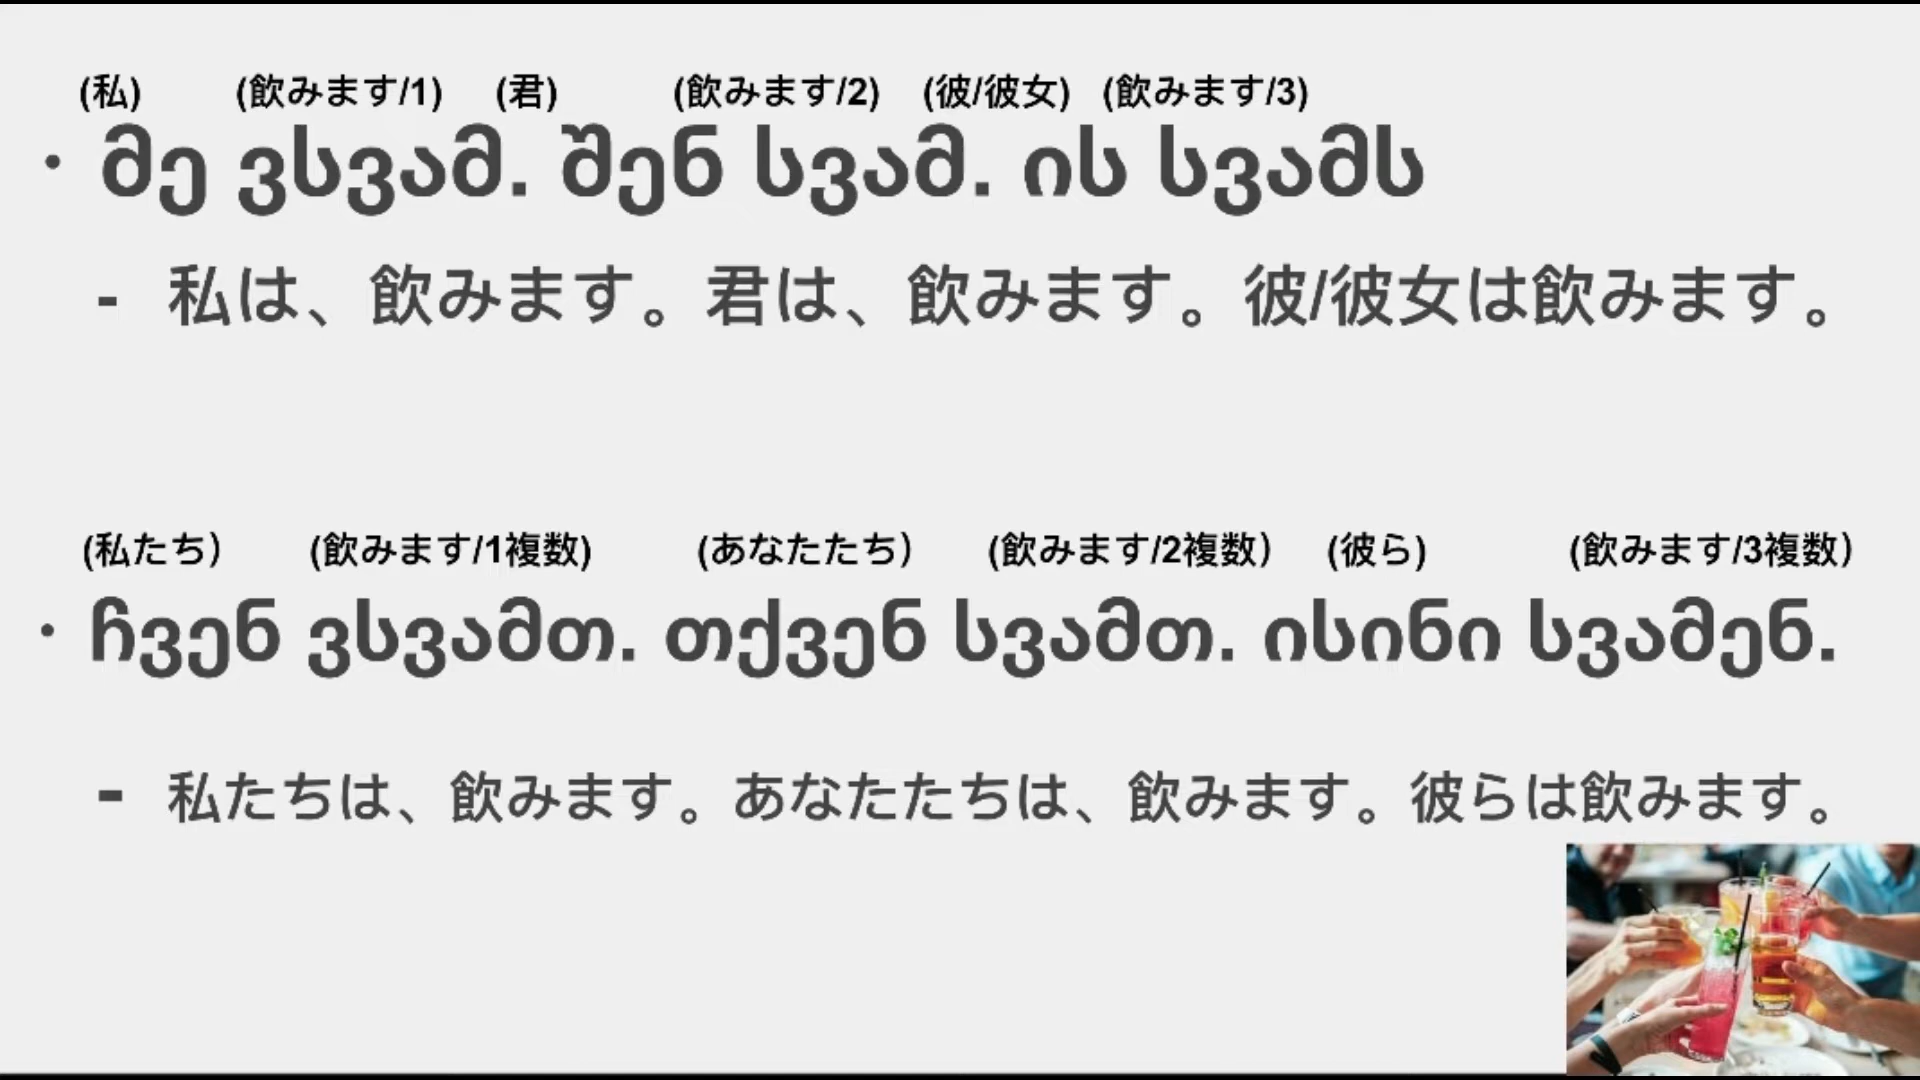 (私) (飲みます/1) (君) (飲みます/2) (彼/彼女) (飲みます/3)
• მე ვსვამ. შენ სვამ. ის სვამს
- 私は、飲みます。君は、飲みます。彼/彼女は飲みます。
(私たち） (飲みます/1複数) (あなたたち） (飲みます/2複数） (彼ら) (飲みます/3複数）
• ჩვენ ვსვამთ. თქვენ სვამთ. ისინი სვამენ.
- 私たちは、飲みます。あなたたちは、飲みます。彼らは飲みます。